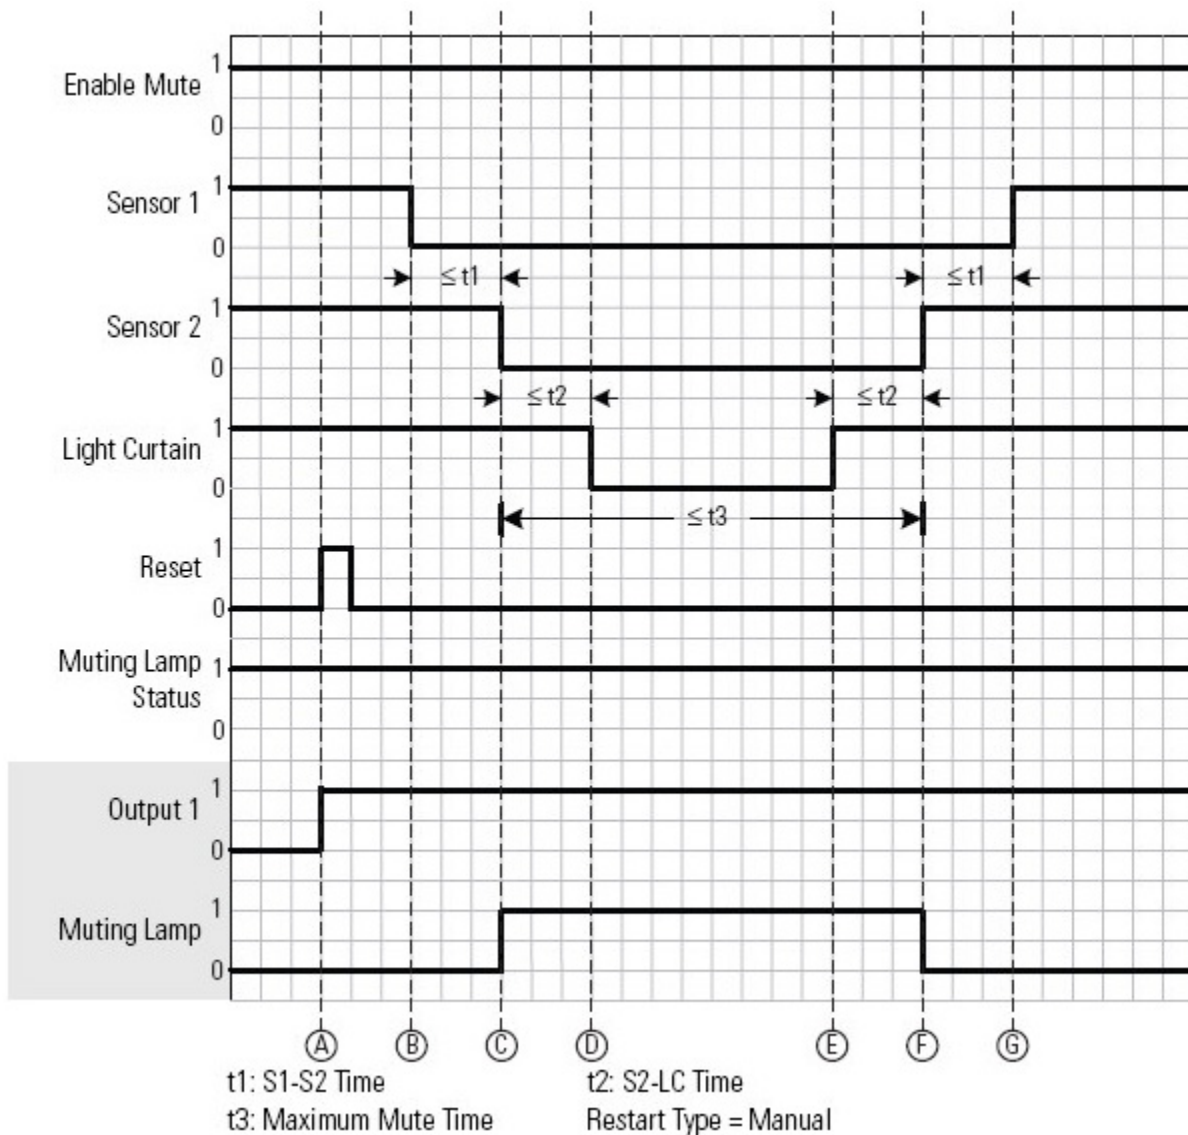 Enable Mute
1
0
Sensor 1
1
0
≤ t1
≤ t1
Sensor 2
1
0
≤ t2
≤ t2
Light Curtain
1
0
≤ t3
Reset
1
0
Muting Lamp
Status
1
0
Output 1
1
0
Muting Lamp
1
0
A B C D E F G
t1: S1-S2 Time
t2: S2-LC Time
t3: Maximum Mute Time
Restart Type = Manual